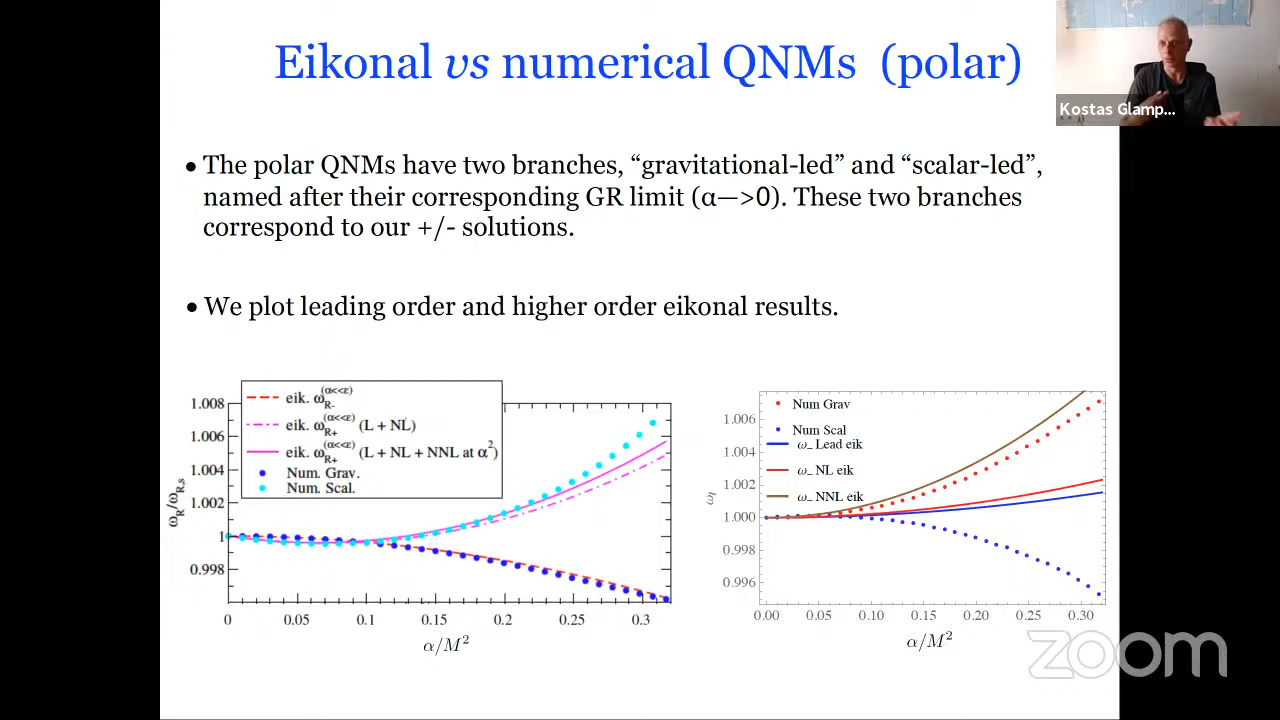 Eikonal vs numerical QNMs (polar)
Kostas Glamp...
• The polar QNMs have two branches, “gravitational-led” and “scalar-led”,
named after their corresponding GR limit (α—>0). These two branches
correspond to our +/- solutions.
• We plot leading order and higher order eikonal results.
eik. ω_{R-}^{(α<<ε)}
eik. ω_{R+}^{(α<<ε)} (L + NL)
eik. ω_{R+}^{(α<<ε)} (L + NL + NNL at α²)
Num. Grav.
Num. Scal.
1.008
1.006
1.004
1.002
1
0.998
ω_R/ω_{R,s}
0 0.05 0.1 0.15 0.2 0.25 0.3
α/M²
Num Grav
Num Scal
ω_- Lead eik
ω_- NL eik
ω_- NNL eik
1.006
1.004
1.002
1.000
0.998
0.996
ω_I
0.00 0.05 0.10 0.15 0.20 0.25 0.30
α/M²
zoom